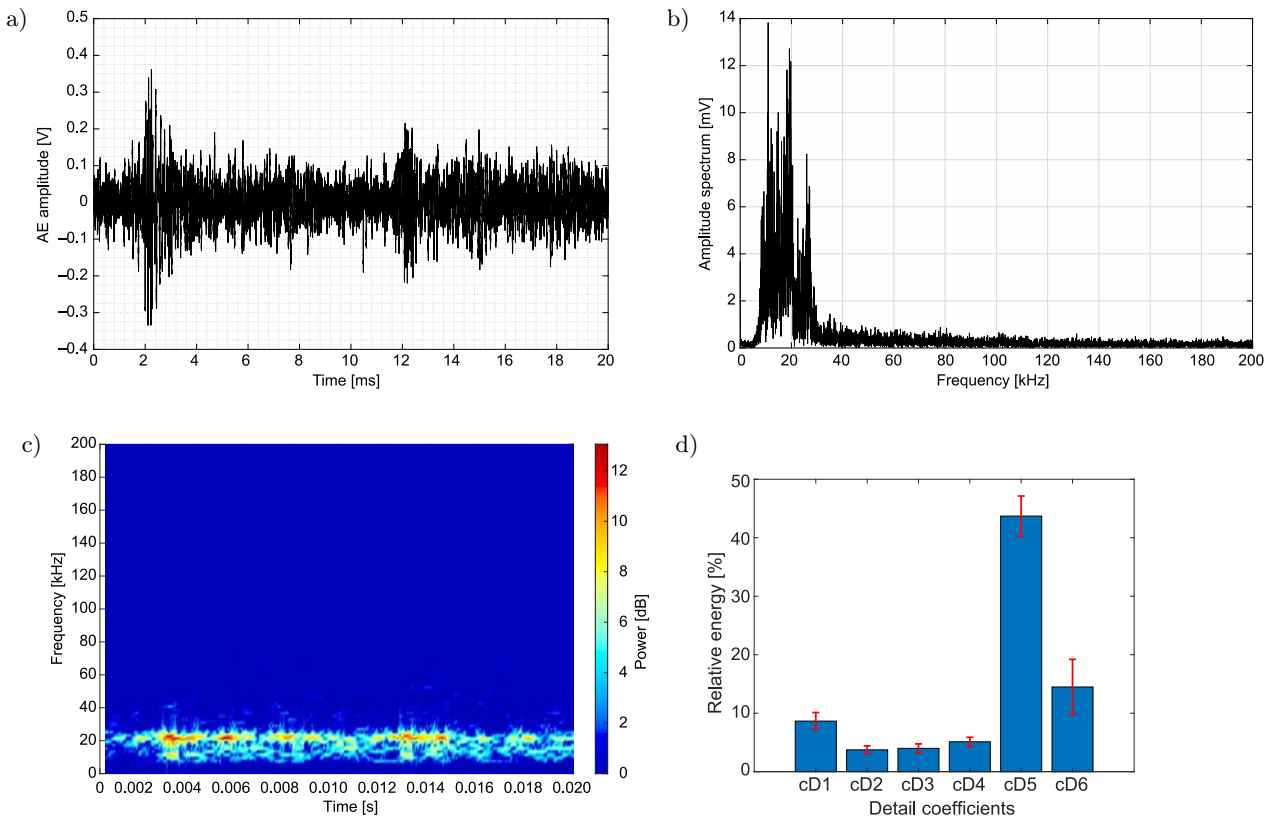 a)
0.5
0.4
0.3
0.2
0.1
0
–0.1
–0.2
–0.3
–0.4
AE amplitude [V]
0 2 4 6 8 10 12 14 16 18 20
Time [ms]
b)
14
12
10
8
6
4
2
0
Amplitude spectrum [mV]
0 20 40 60 80 100 120 140 160 180 200
Frequency [kHz]
c)
200
180
160
140
120
100
80
60
40
20
0
Frequency [kHz]
0 0.002 0.004 0.006 0.008 0.010 0.012 0.014 0.016 0.018 0.020
Time [s]
12
10
8
6
4
2
0
Power [dB]
d)
50
40
30
20
10
0
Relative energy [%]
cD1 cD2 cD3 cD4 cD5 cD6
Detail coefficients